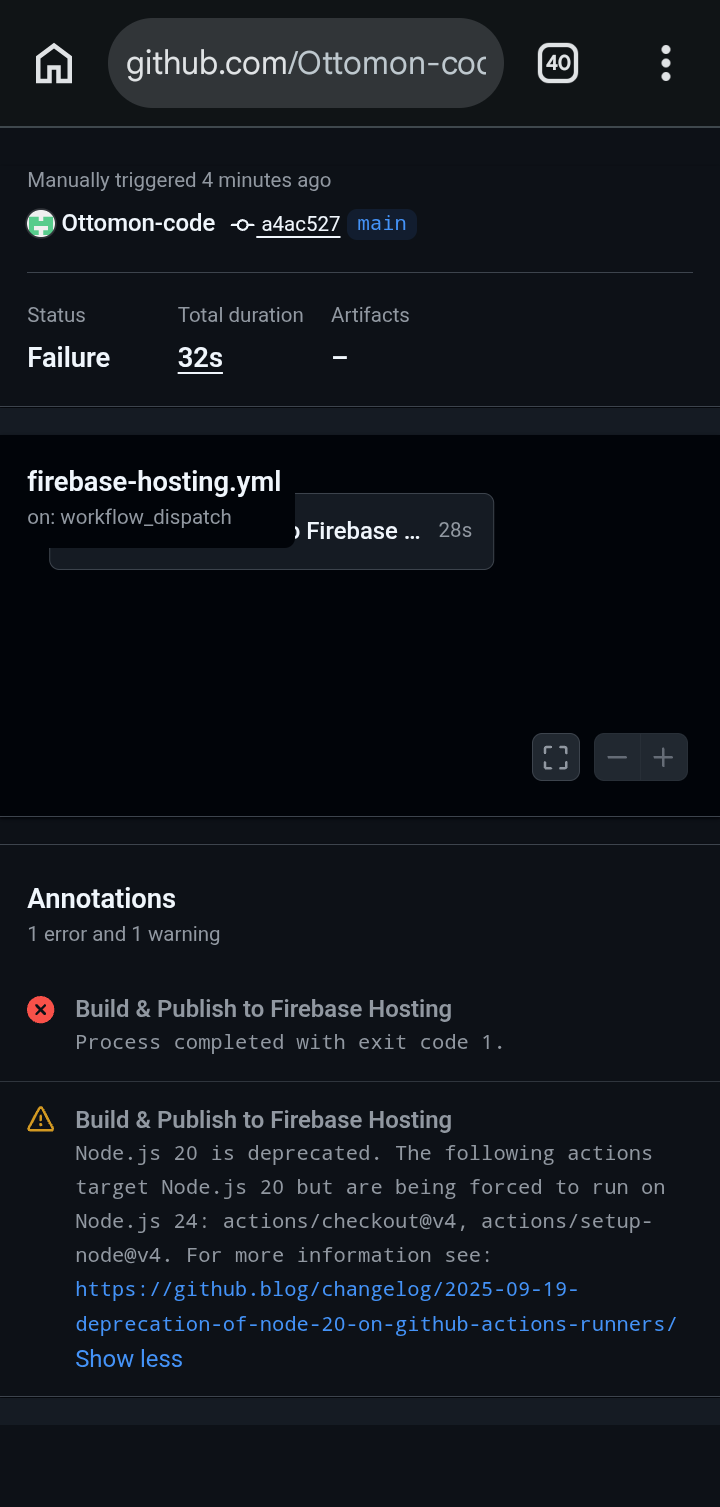 github.com/Ottomon-cod
40
Manually triggered 4 minutes ago
Ottomon-code a4ac527 main
Status Total duration Artifacts
Failure 32s –
firebase-hosting.yml
on: workflow_dispatch
Firebase ... 28s
Annotations
1 error and 1 warning
Build & Publish to Firebase Hosting
Process completed with exit code 1.
Build & Publish to Firebase Hosting
Node.js 20 is deprecated. The following actions
target Node.js 20 but are being forced to run on
Node.js 24: actions/checkout@v4, actions/setup-
node@v4. For more information see:
https://github.blog/changelog/2025-09-19-
deprecation-of-node-20-on-github-actions-runners/
Show less